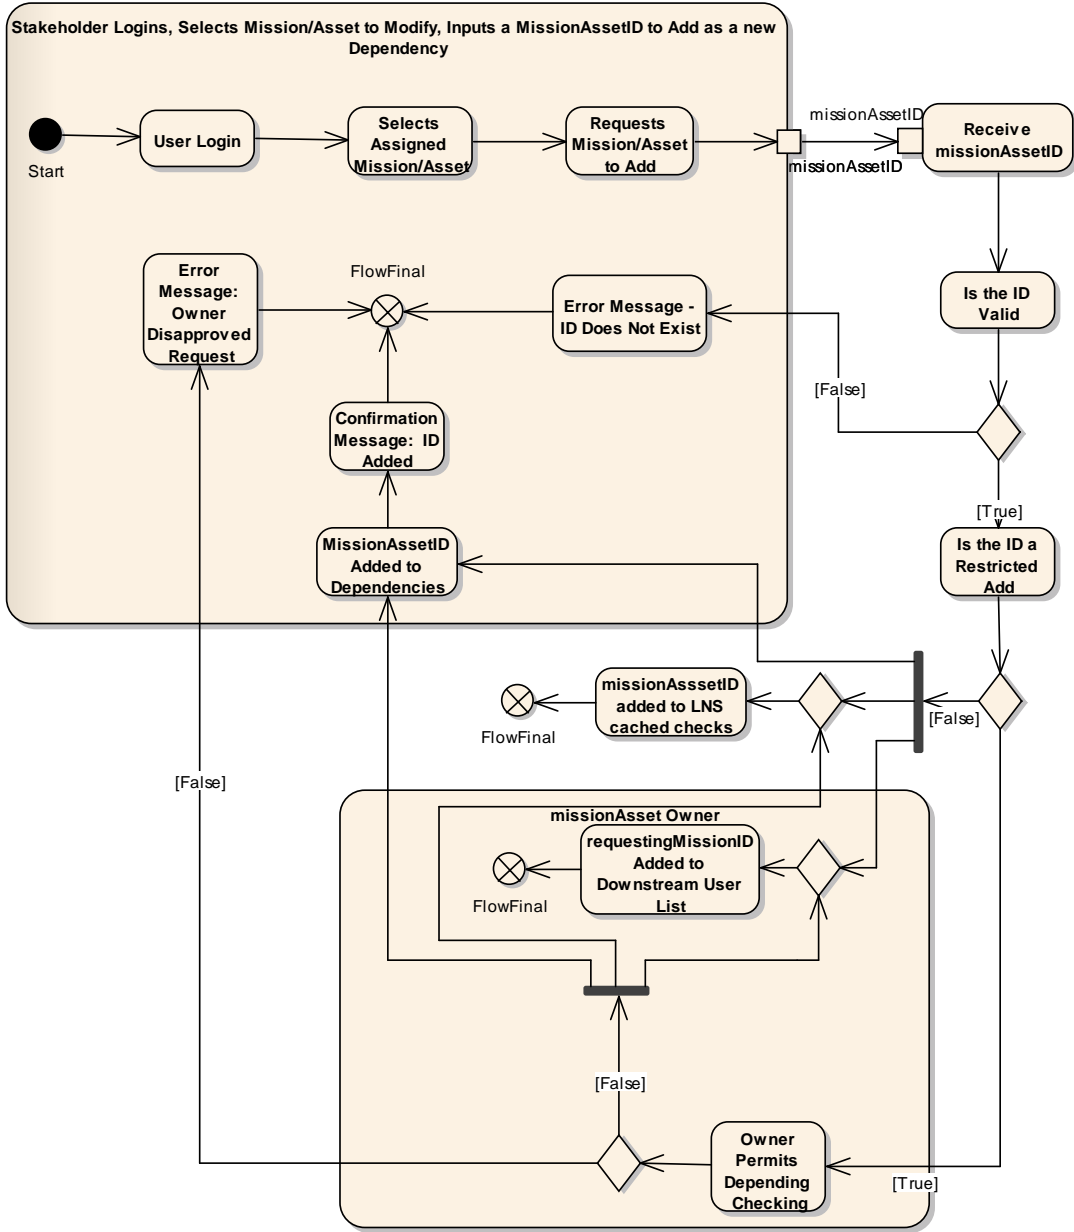 Stakeholder Logins, Selects Mission/Asset to Modify, Inputs a MissionAssetID to Add as a new
Dependency
Start
User Login
Selects
Assigned
Mission/Asset
Requests
Mission/Asset
to Add
missionAssetID
missionAssetID
Receive
missionAssetID
Error
Message:
Owner
Disapproved
Request
FlowFinal
Error Message -
ID Does Not Exist
Is the ID
Valid
[False]
Confirmation
Message: ID
Added
[True]
MissionAssetID
Added to
Dependencies
Is the ID a
Restricted
Add
missionAsssetID
added to LNS
cached checks
FlowFinal
[False]
[False]
missionAsset Owner
requestingMissionID
Added to
Downstream User
List
FlowFinal
[False]
Owner
Permits
Depending
Checking
[True]